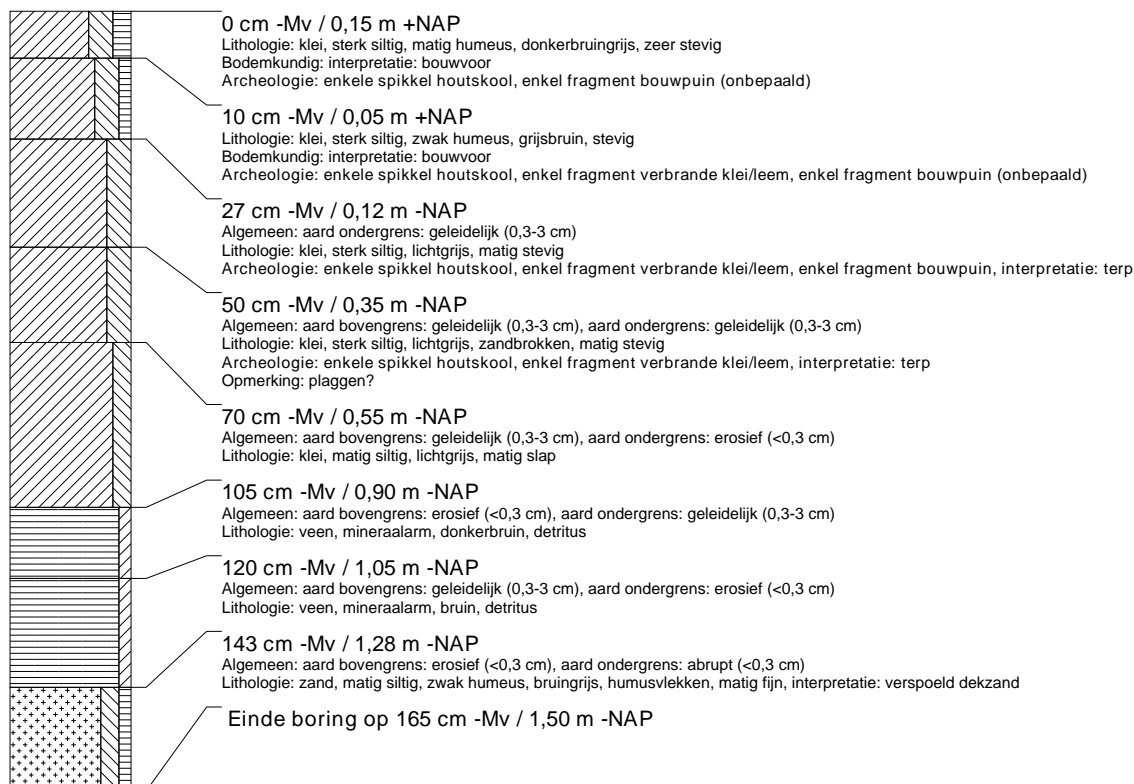 0 cm -Mv / 0,15 m +NAP
Lithologie: klei, sterk siltig, matig humeus, donkerbruingrijs, zeer stevig
Bodemkundig: interpretatie: bouwvoor
Archeologie: enkele spikkel houtskool, enkel fragment bouwpuin (onbepaald)
10 cm -Mv / 0,05 m +NAP
Lithologie: klei, sterk siltig, zwak humeus, grijsbruin, stevig
Bodemkundig: interpretatie: bouwvoor
Archeologie: enkele spikkel houtskool, enkel fragment verbrande klei/leem, enkel fragment bouwpuin (onbepaald)
27 cm -Mv / 0,12 m -NAP
Algemeen: aard ondergrens: geleidelijk (0,3-3 cm)
Lithologie: klei, sterk siltig, lichtgrijs, matig stevig
Archeologie: enkele spikkel houtskool, enkel fragment verbrande klei/leem, enkel fragment bouwpuin, interpretatie: terp
50 cm -Mv / 0,35 m -NAP
Algemeen: aard bovengrens: geleidelijk (0,3-3 cm), aard ondergrens: geleidelijk (0,3-3 cm)
Lithologie: klei, sterk siltig, lichtgrijs, zandbrokken, matig stevig
Archeologie: enkele spikkel houtskool, enkel fragment verbrande klei/leem, interpretatie: terp
Opmerking: plaggen?
70 cm -Mv / 0,55 m -NAP
Algemeen: aard bovengrens: geleidelijk (0,3-3 cm), aard ondergrens: erosief (<0,3 cm)
Lithologie: klei, matig siltig, lichtgrijs, matig slap
105 cm -Mv / 0,90 m -NAP
Algemeen: aard bovengrens: erosief (<0,3 cm), aard ondergrens: geleidelijk (0,3-3 cm)
Lithologie: veen, mineraalarm, donkerbruin, detritus
120 cm -Mv / 1,05 m -NAP
Algemeen: aard bovengrens: geleidelijk (0,3-3 cm), aard ondergrens: erosief (<0,3 cm)
Lithologie: veen, mineraalarm, bruin, detritus
143 cm -Mv / 1,28 m -NAP
Algemeen: aard bovengrens: erosief (<0,3 cm), aard ondergrens: abrupt (<0,3 cm)
Lithologie: zand, matig siltig, zwak humeus, bruingrijs, humusvlekken, matig fijn, interpretatie: verspoeld dekzand
Einde boring op 165 cm -Mv / 1,50 m -NAP